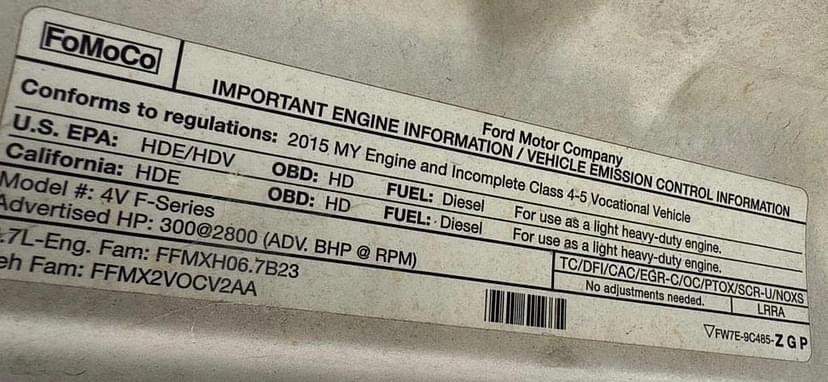 FoMoCo
Ford Motor Company
IMPORTANT ENGINE INFORMATION / VEHICLE EMISSION CONTROL INFORMATION
Conforms to regulations: 2015 MY Engine and Incomplete Class 4-5 Vocational Vehicle
U.S. EPA: HDE/HDV OBD: HD FUEL: Diesel For use as a light heavy-duty engine.
California: HDE OBD: HD FUEL: Diesel For use as a light heavy-duty engine.
Model #: 4V F-Series
TC/DFI/CAC/EGR-C/OC/PTOX/SCR-U/NOXS
Advertised HP: 300@2800 (ADV. BHP @ RPM)
No adjustments needed. LRRA
.7L-Eng. Fam: FFMXH06.7B23
eh Fam: FFMX2VOCV2AA
▽FW7E-9C485-Z G P